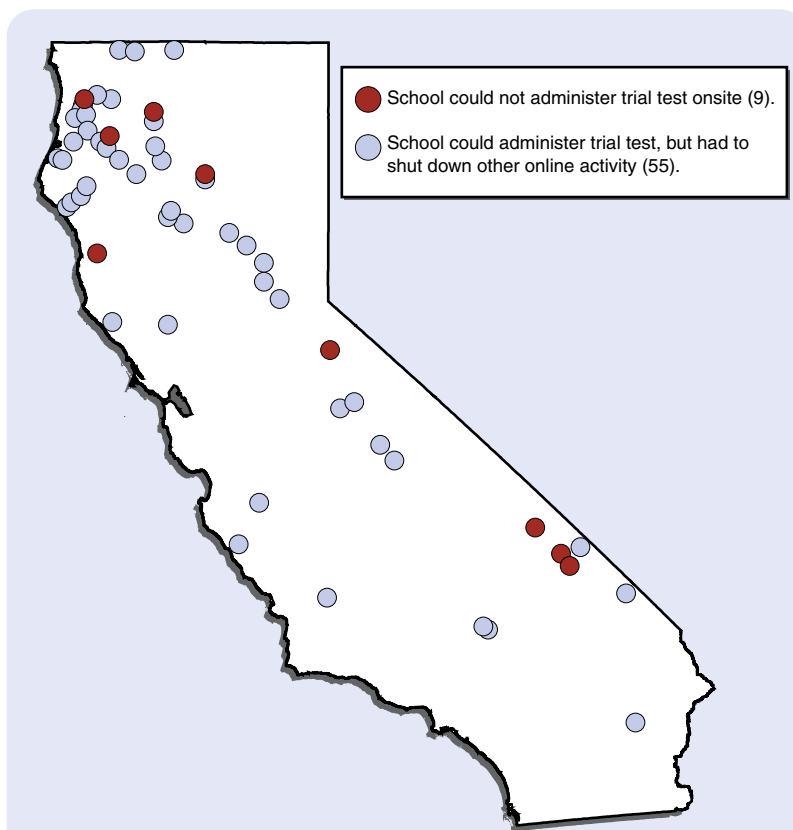 School could not administer trial test onsite (9).
School could administer trial test, but had to
shut down other online activity (55).